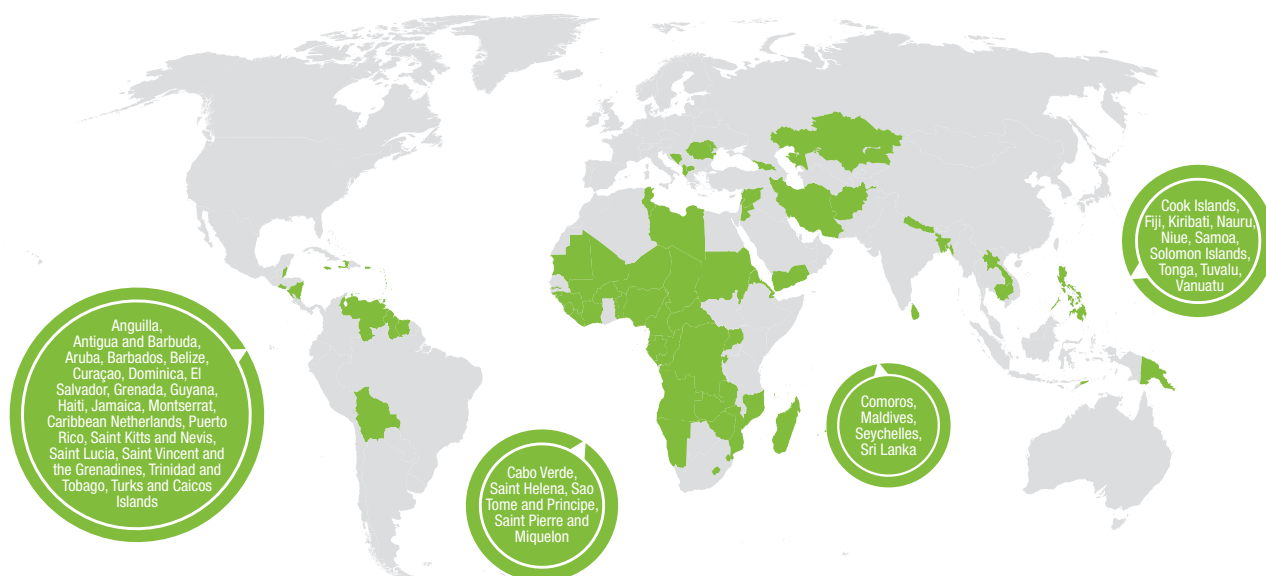 Anguilla,
Antigua and Barbuda,
Aruba, Barbados, Belize,
Curaçao, Dominica, El
Salvador, Grenada, Guyana,
Haiti, Jamaica, Montserrat,
Caribbean Netherlands, Puerto
Rico, Saint Kitts and Nevis,
Saint Lucia, Saint Vincent and
the Grenadines, Trinidad and
Tobago, Turks and Caicos
Islands
Cabo Verde,
Saint Helena, Sao
Tome and Principe,
Saint Pierre and
Miquelon
Comoros,
Maldives,
Seychelles,
Sri Lanka
Cook Islands,
Fiji, Kiribati, Nauru,
Niue, Samoa,
Solomon Islands,
Tonga, Tuvalu,
Vanuatu